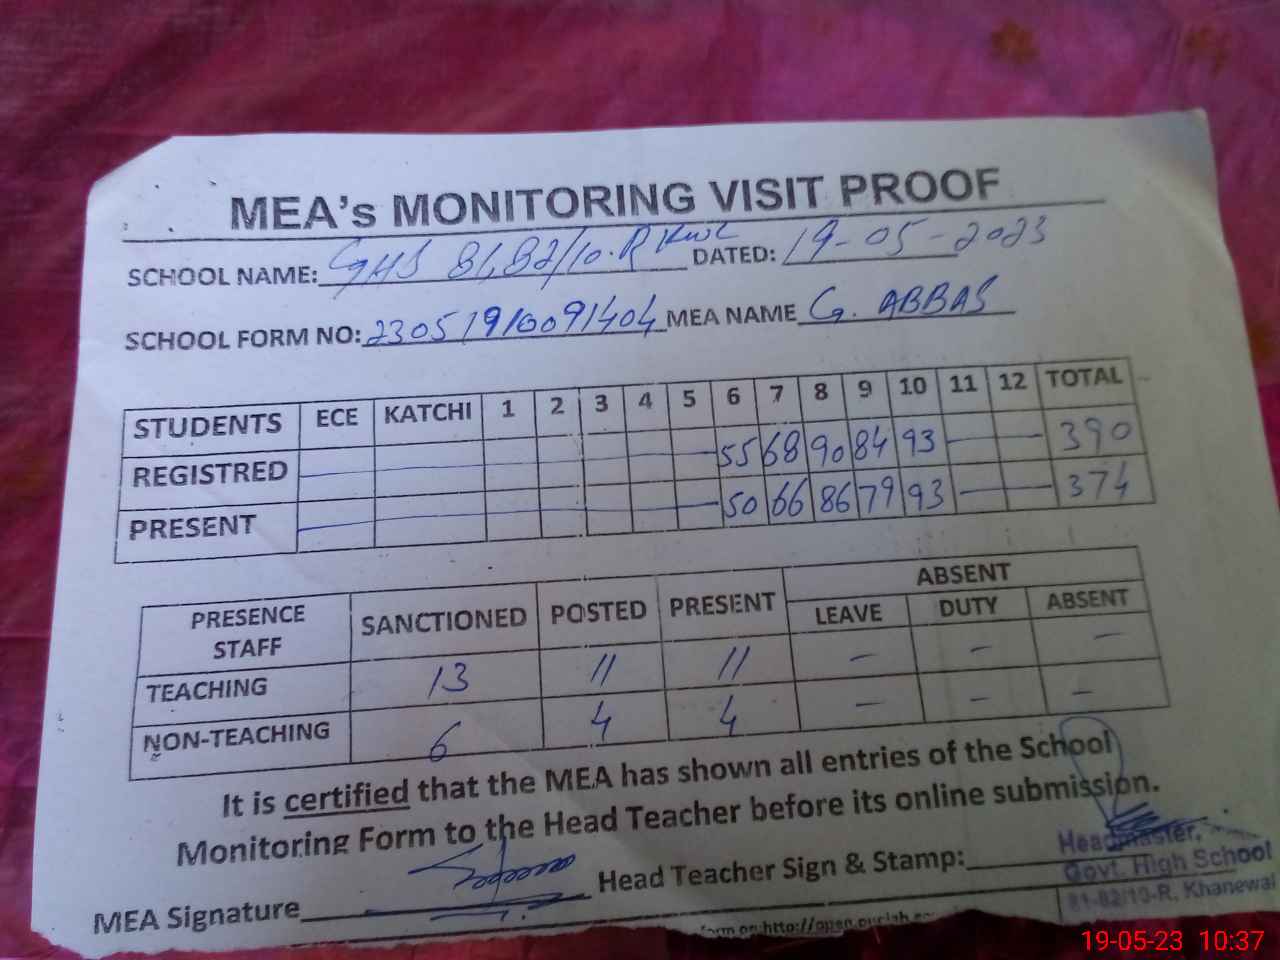 MEA's MONITORING VISIT PROOF
SCHOOL NAME: GHS 81,82/10.R Kwl DATED: 19-05-2023
SCHOOL FORM NO: 230519160091404 MEA NAME G. ABBAS
STUDENTS ECE KATCHI 1 2 3 4 5 6 7 8 9 10 11 12 TOTAL
REGISTRED 55 68 90 84 93 — — 390
PRESENT 50 66 86 79 93 — — 374
PRESENCE STAFF SANCTIONED POSTED PRESENT ABSENT
LEAVE DUTY ABSENT
TEACHING 13 11 11 — — —
NON-TEACHING 6 4 4 — — —
It is certified that the MEA has shown all entries of the School
Monitoring Form to the Head Teacher before its online submission.
MEA Signature Head Teacher Sign & Stamp:
Headmaster,
Govt. High School
81-82/10-R, Khanewal
19-05-23 10:37